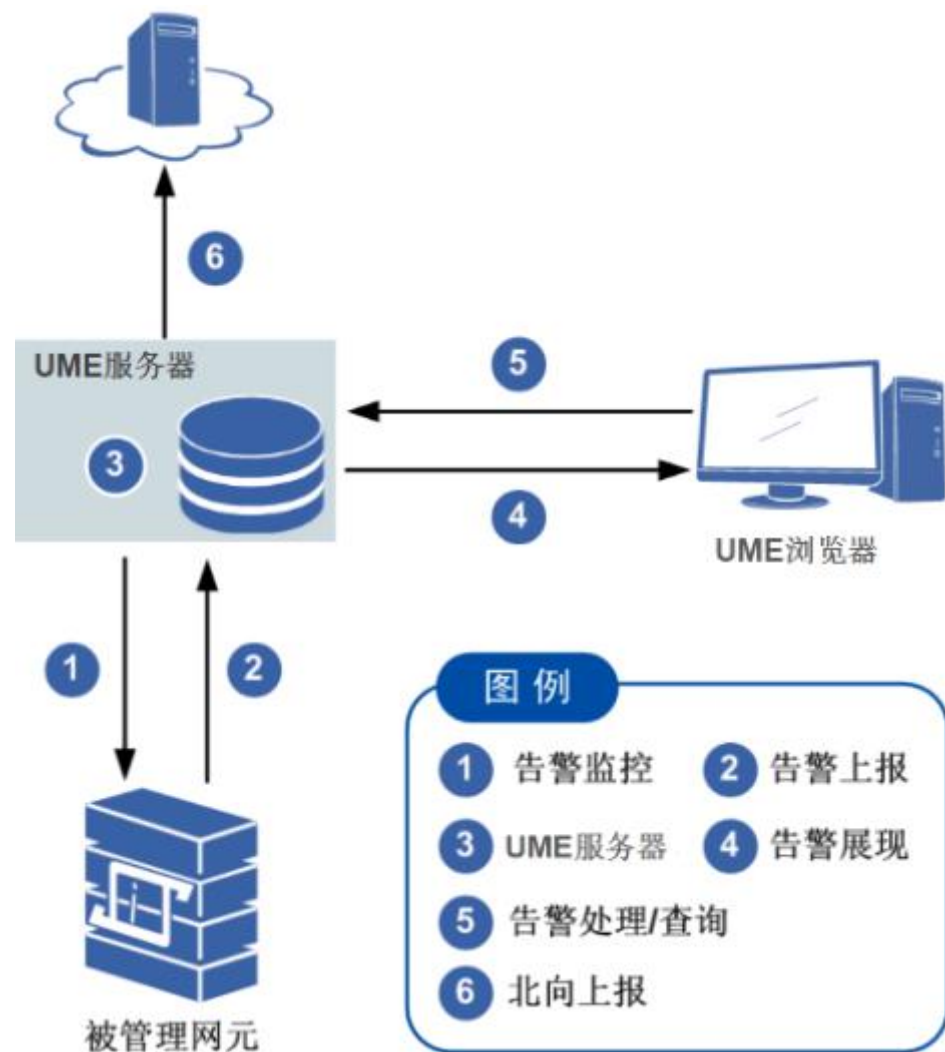 6
UME服务器
5
3
4
UME浏览器
1
2
图例
1 告警监控 2 告警上报
3 UME服务器 4 告警展现
5 告警处理/查询
6 北向上报
被管理网元